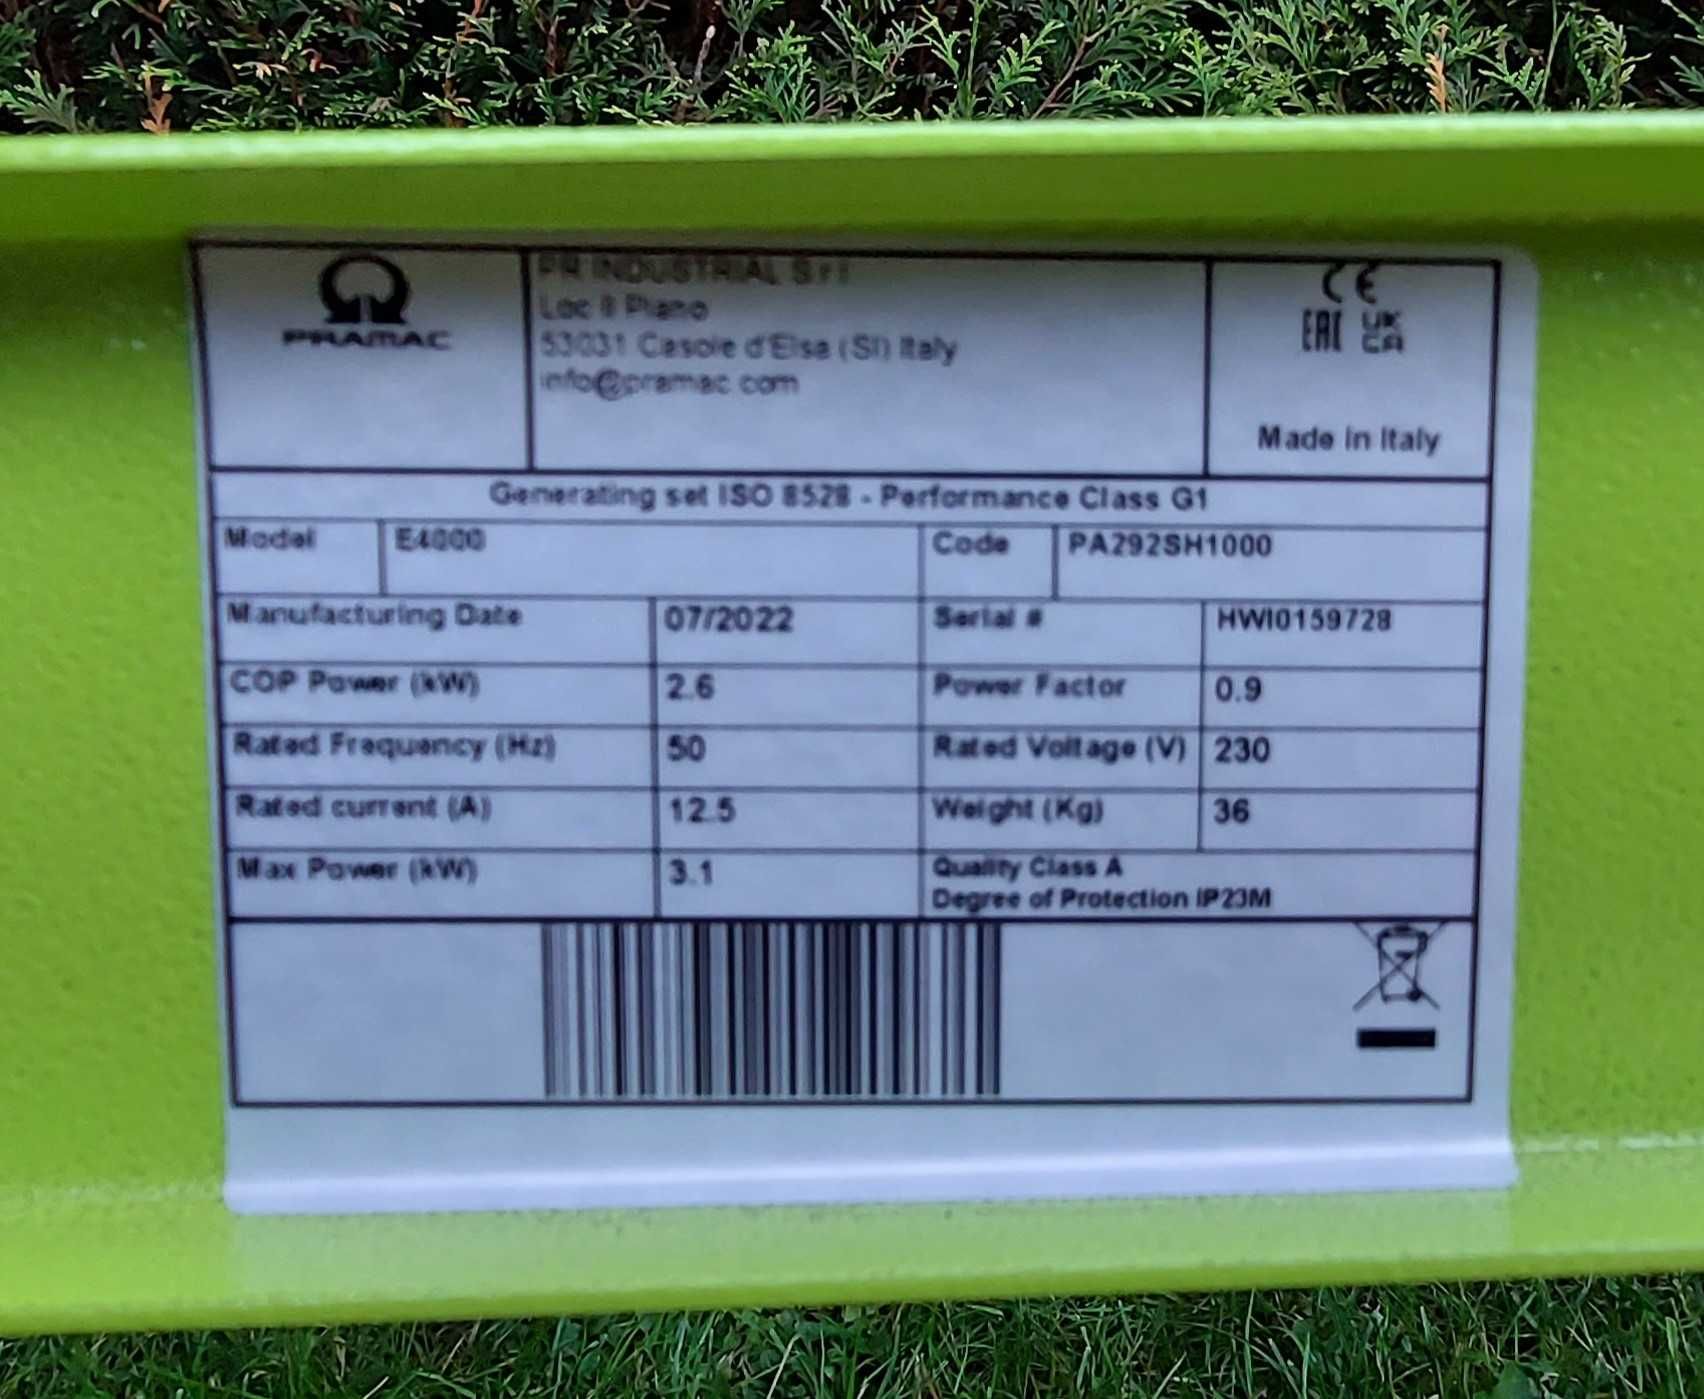 PRAMAC
PR INDUSTRIAL Srl
Loc Il Piano
53031 Casole d'Elsa (SI) Italy
info@pramac.com
CE
EAC UK
CA
Made in Italy
Generating set ISO 8528 - Performance Class G1
Model E4000 Code PA292SH1000
Manufacturing Date 07/2022 Serial # HWI0159728
COP Power (kW) 2.6 Power Factor 0.9
Rated Frequency (Hz) 50 Rated Voltage (V) 230
Rated current (A) 12.5 Weight (Kg) 36
Max Power (kW) 3.1 Quality Class A
Degree of Protection IP23M